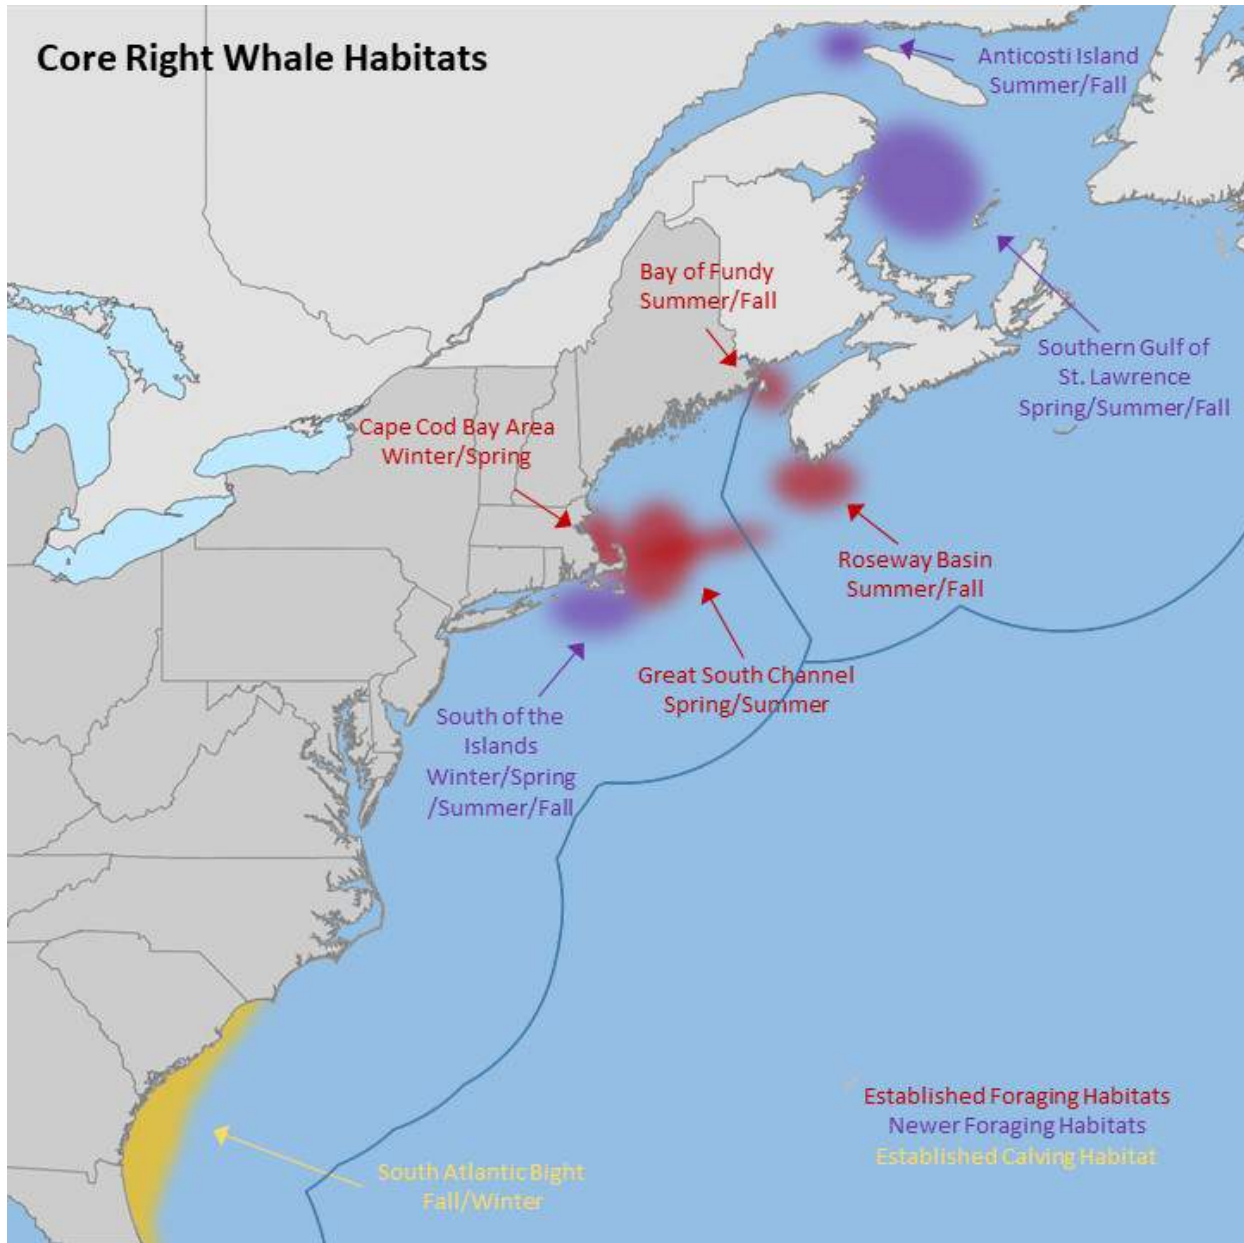 Core Right Whale Habitats
Anticosti Island
Summer/Fall
Bay of Fundy
Summer/Fall
Southern Gulf of
St. Lawrence
Spring/Summer/Fall
Cape Cod Bay Area
Winter/Spring
Roseway Basin
Summer/Fall
Great South Channel
Spring/Summer
South of the
Islands
Winter/Spring
/Summer/Fall
Established Foraging Habitats
Newer Foraging Habitats
Established Calving Habitat
South Atlantic Bight
Fall/Winter